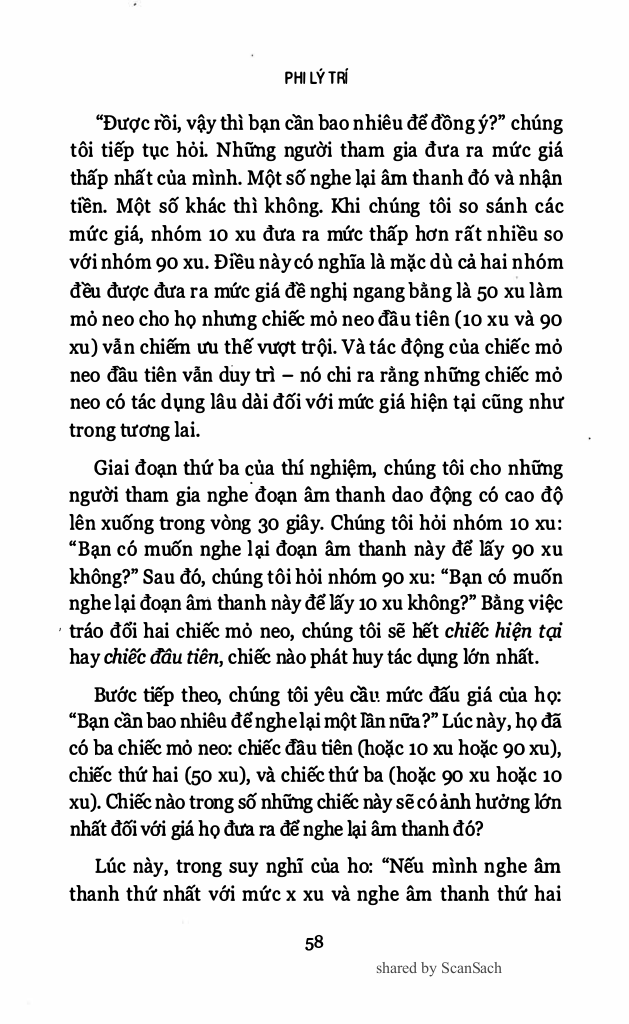 PHI LÝ TRÍ
“Được rồi, vậy thì bạn cần bao nhiêu để đồng ý?” chúng
tôi tiếp tục hỏi. Những người tham gia đưa ra mức giá
thấp nhất của mình. Một số nghe lại âm thanh đó và nhận
tiền. Một số khác thì không. Khi chúng tôi so sánh các
mức giá, nhóm 10 xu đưa ra mức thấp hơn rất nhiều so
với nhóm 90 xu. Điều này có nghĩa là mặc dù cả hai nhóm
đều được đưa ra mức giá đề nghị ngang bằng là 50 xu làm
mỏ neo cho họ nhưng chiếc mỏ neo đầu tiên (10 xu và 90
xu) vẫn chiếm ưu thế vượt trội. Và tác động của chiếc mỏ
neo đầu tiên vẫn duy trì – nó chi ra rằng những chiếc mỏ
neo có tác dụng lâu dài đối với mức giá hiện tại cũng như
trong tương lai.
Giai đoạn thứ ba của thí nghiệm, chúng tôi cho những
người tham gia nghe đoạn âm thanh dao động có cao độ
lên xuống trong vòng 30 giây. Chúng tôi hỏi nhóm 10 xu:
“Bạn có muốn nghe lại đoạn âm thanh này để lấy 90 xu
không?” Sau đó, chúng tôi hỏi nhóm 90 xu: “Bạn có muốn
nghe lại đoạn âm thanh này để lấy 10 xu không?” Bằng việc
tráo đổi hai chiếc mỏ neo, chúng tôi sẽ hết chiếc hiện tại
hay chiếc đầu tiên, chiếc nào phát huy tác dụng lớn nhất.
Bước tiếp theo, chúng tôi yêu cầu mức đấu giá của họ:
“Bạn cần bao nhiêu để nghe lại một lần nữa?” Lúc này, họ đã
có ba chiếc mỏ neo: chiếc đầu tiên (hoặc 10 xu hoặc 90 xu),
chiếc thứ hai (50 xu), và chiếc thứ ba (hoặc 90 xu hoặc 10
xu). Chiếc nào trong số những chiếc này sẽ có ảnh hưởng lớn
nhất đối với giá họ đưa ra để nghe lại âm thanh đó?
Lúc này, trong suy nghĩ của ho: “Nếu mình nghe âm
thanh thứ nhất với mức x xu và nghe âm thanh thứ hai
58
shared by ScanSach